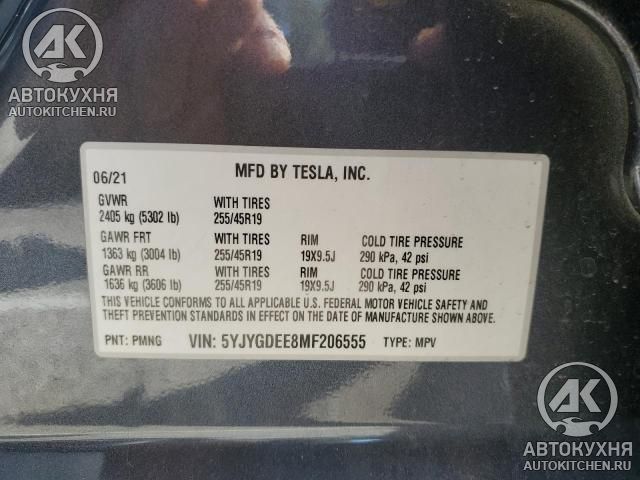 АК
АВТОКУХНЯ
AUTOKITCHEN.RU
06/21 MFD BY TESLA, INC.
GVWR WITH TIRES
2405 kg (5302 lb) 255/45R19
GAWR FRT WITH TIRES RIM COLD TIRE PRESSURE
1363 kg (3004 lb) 255/45R19 19X9.5J 290 kPa, 42 psi
GAWR RR WITH TIRES RIM COLD TIRE PRESSURE
1636 kg (3606 lb) 255/45R19 19X9.5J 290 kPa, 42 psi
THIS VEHICLE CONFORMS TO ALL APPLICABLE U.S. FEDERAL MOTOR VEHICLE SAFETY AND
THEFT PREVENTION STANDARDS IN EFFECT ON THE DATE OF MANUFACTURE SHOWN ABOVE.
PNT: PMNG VIN: 5YJYGDEE8MF206555 TYPE: MPV
АК
АВТОКУХНЯ
AUTOKITCHEN.RU